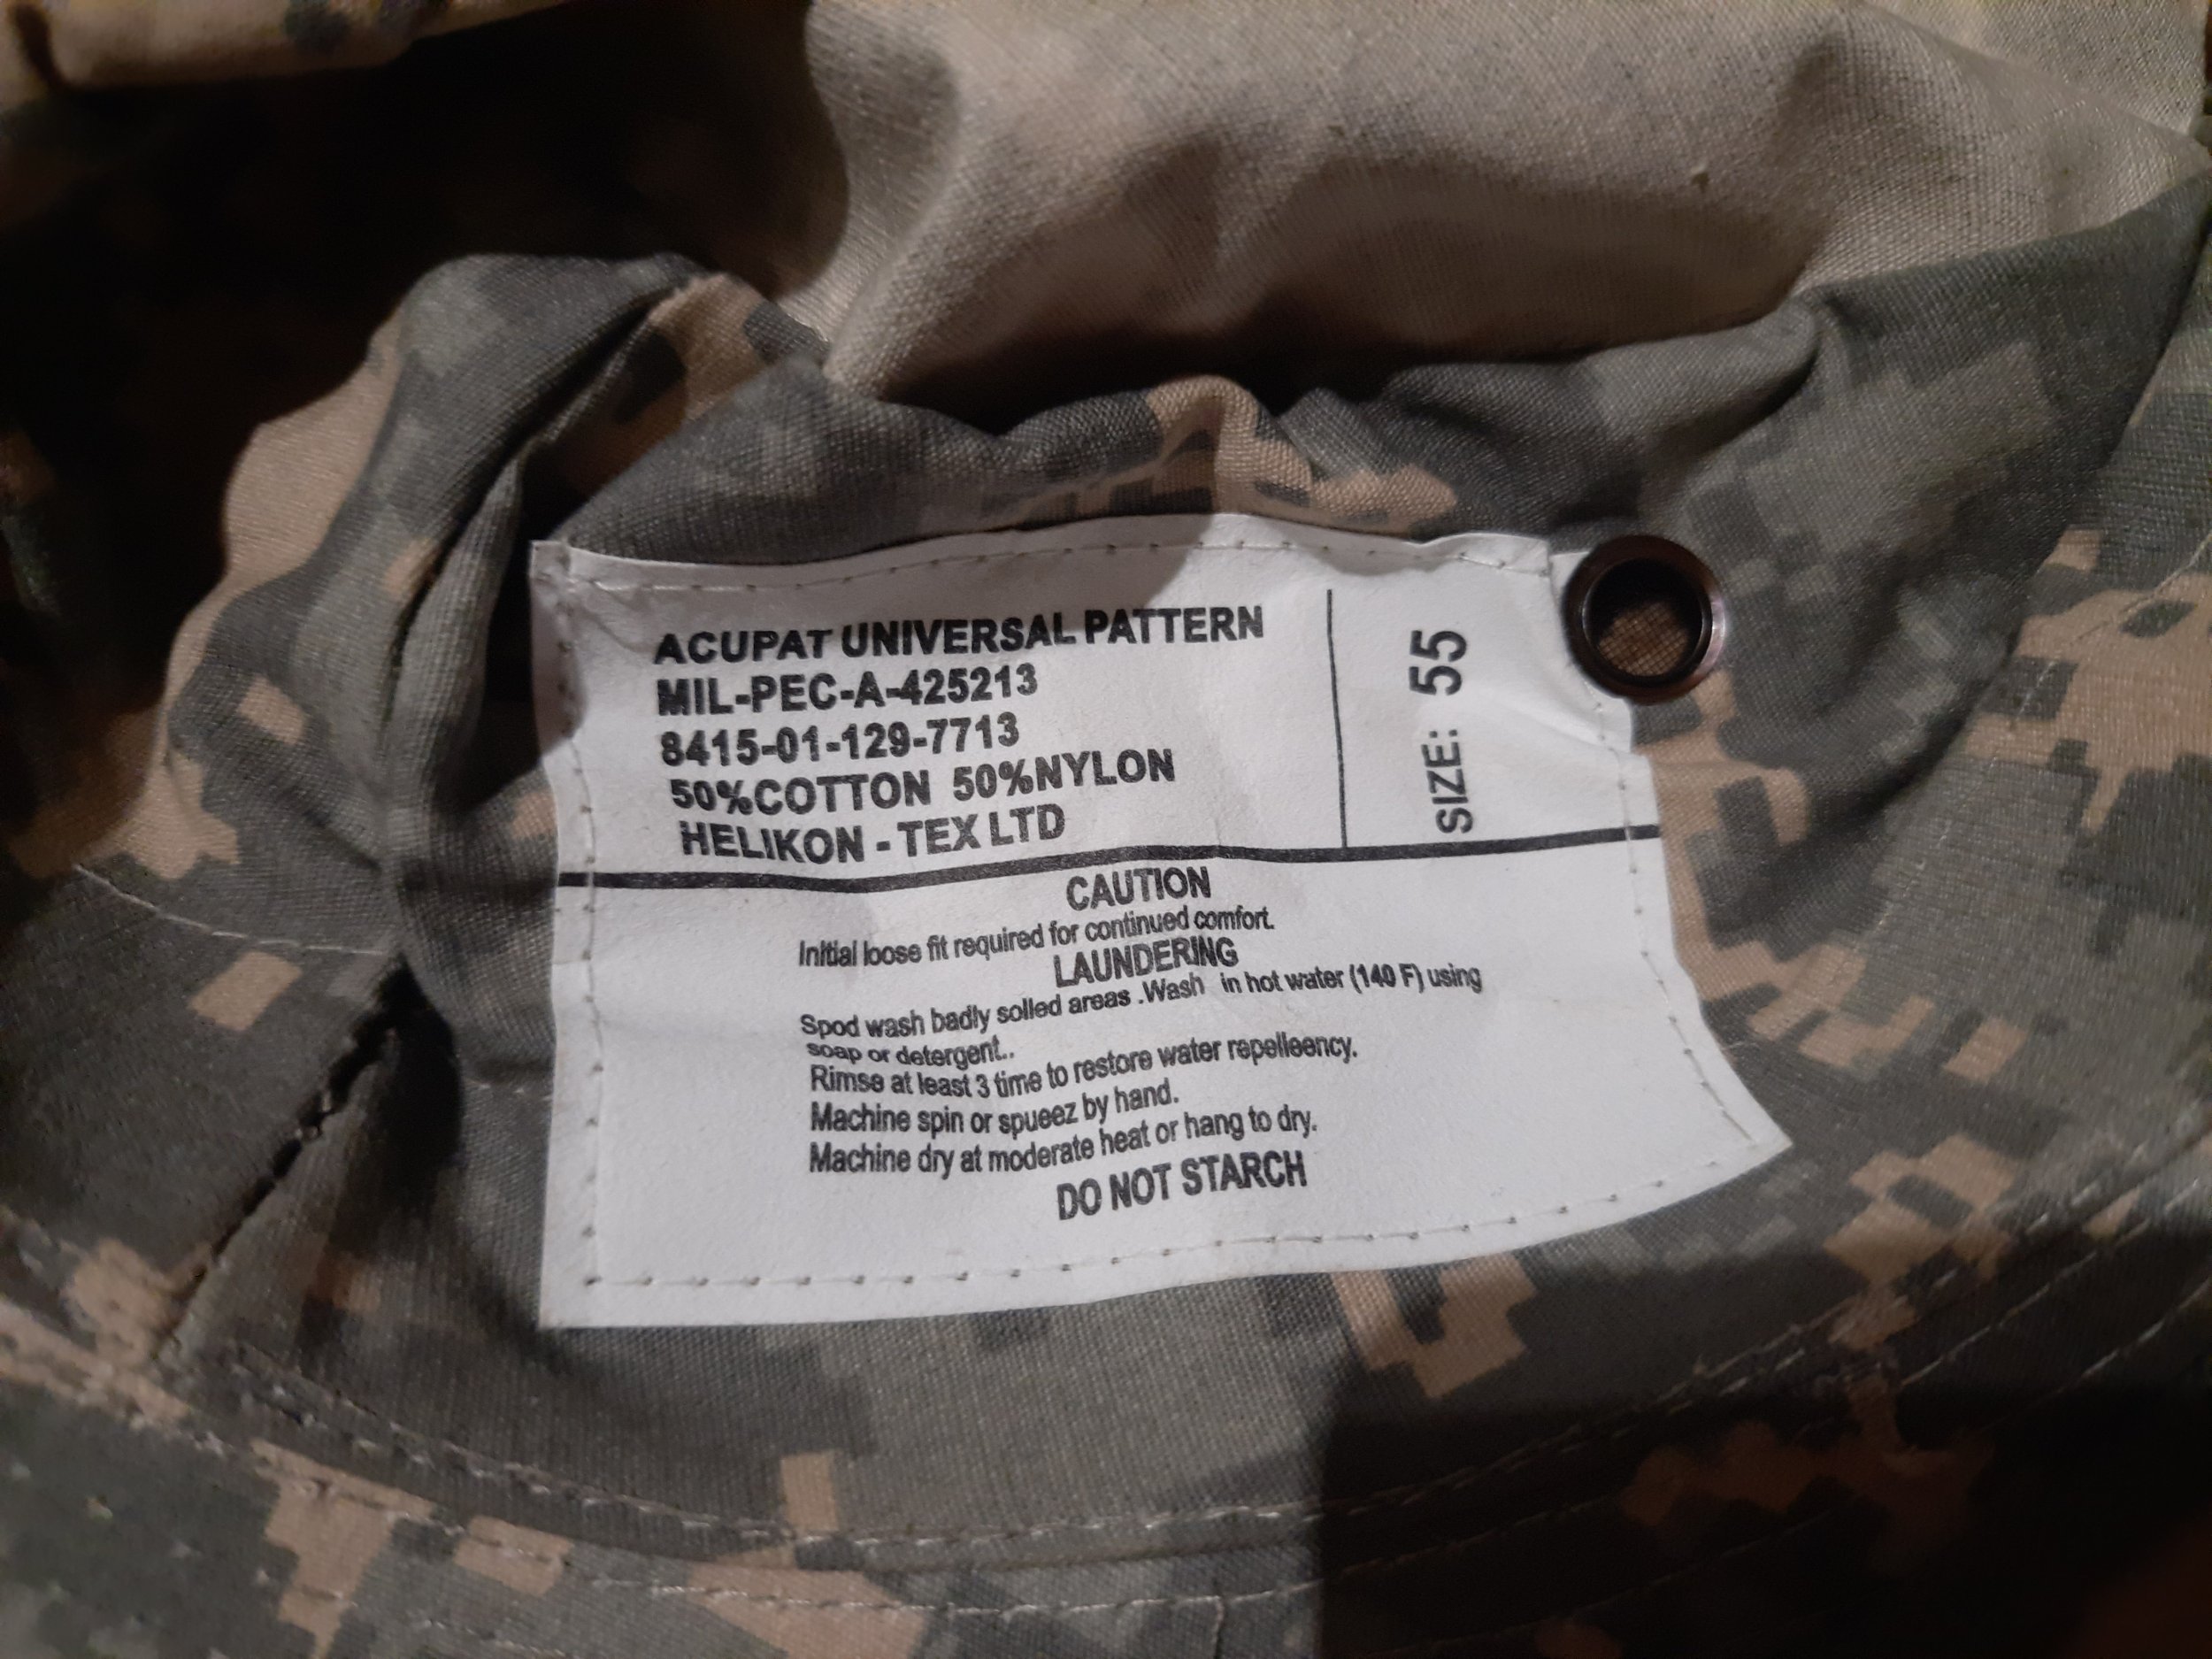 ACUPAT UNIVERSAL PATTERN
MIL-PEC-A-425213
8415-01-129-7713
50%COTTON 50%NYLON
HELIKON - TEX LTD
SIZE: 55
CAUTION
Initial loose fit required for continued comfort.
LAUNDERING
Spod wash badly solled areas .Wash in hot water (140 F) using
soap or detergent..
Rimse at least 3 time to restore water repelleency.
Machine spin or spueez by hand.
Machine dry at moderate heat or hang to dry.
DO NOT STARCH